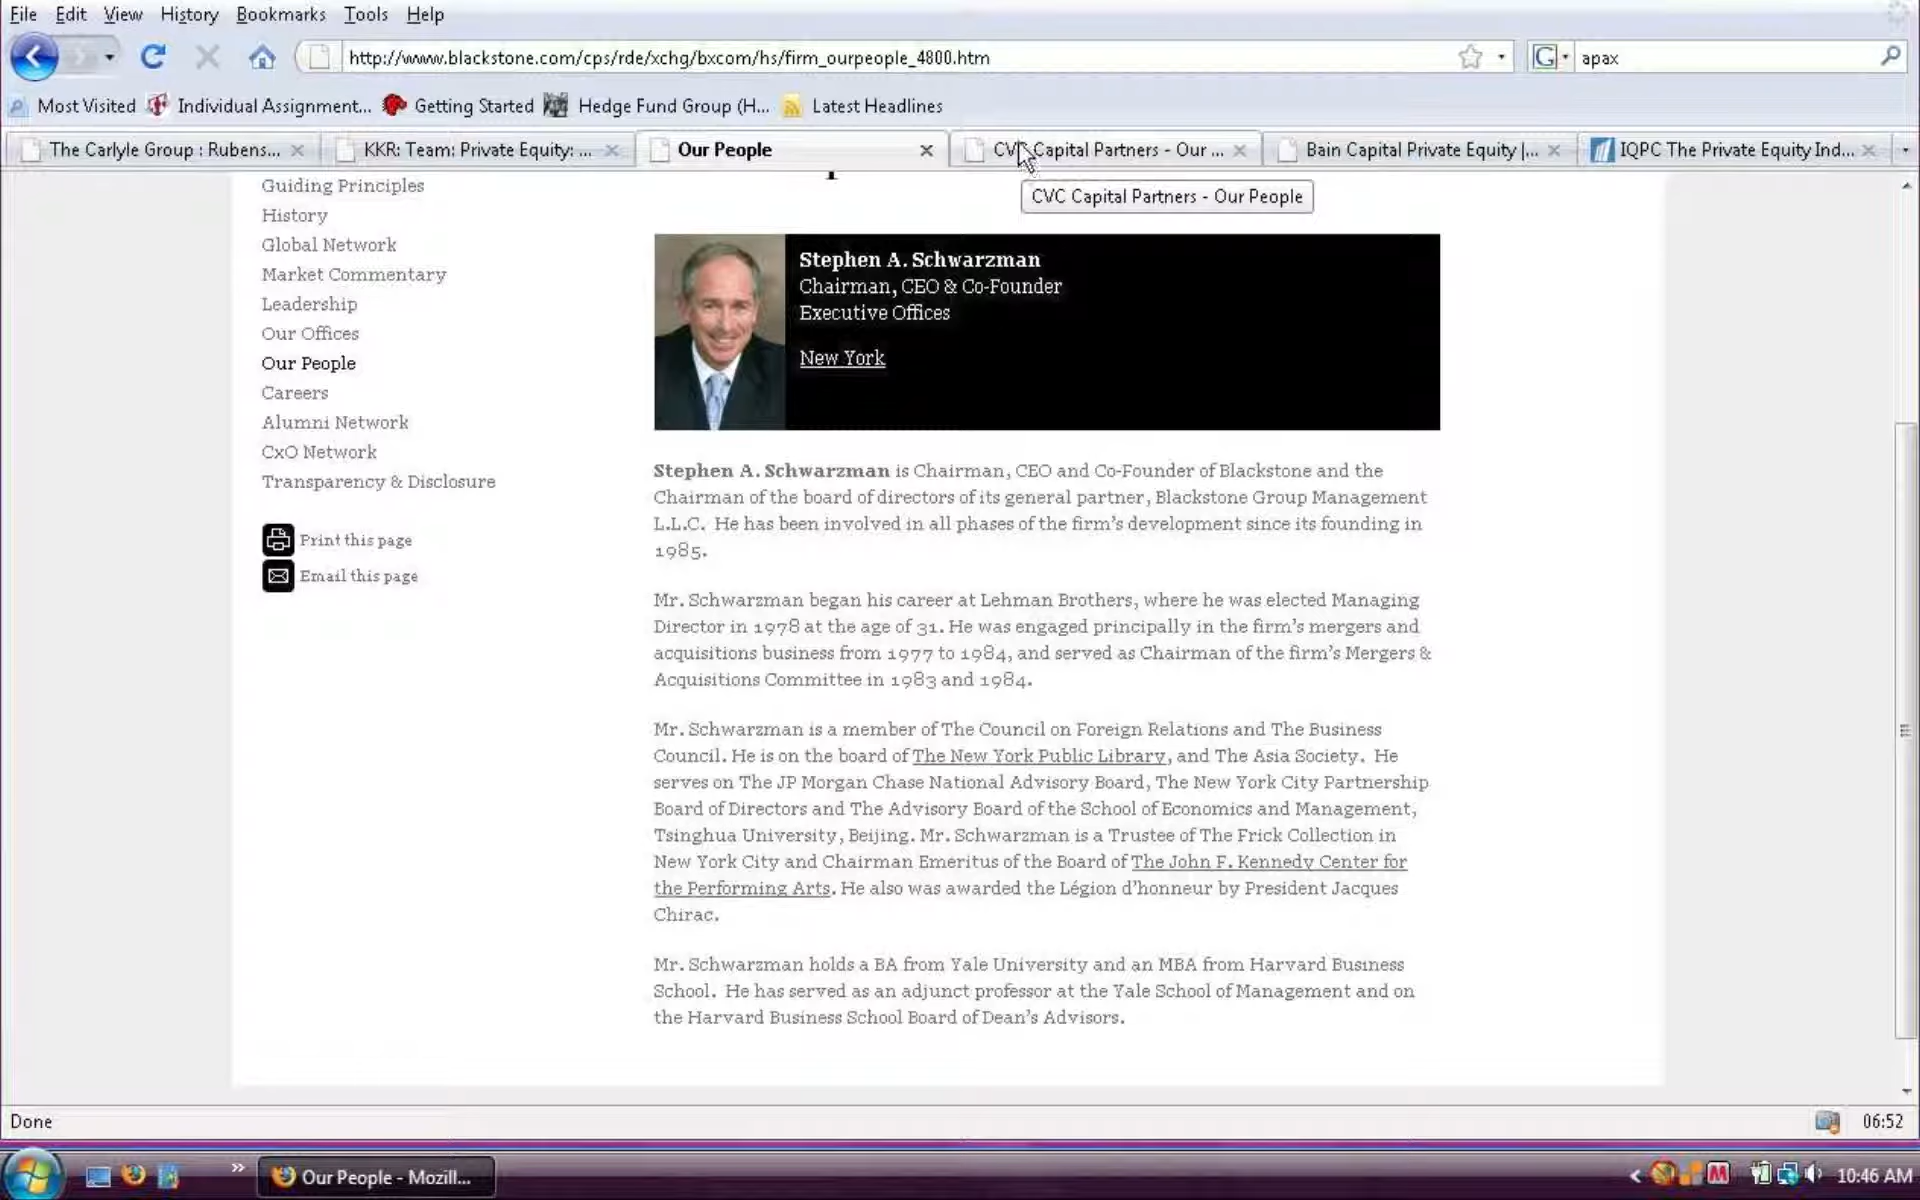 File Edit View History Bookmarks Tools Help
http://www.blackstone.com/cps/rde/xchg/bxcom/hs/firm_ourpeople_4800.htm
apax
Most Visited Individual Assignment... Getting Started Hedge Fund Group (H... Latest Headlines
The Carlyle Group : Rubens... KKR: Team: Private Equity: ... Our People CVC Capital Partners - Our ... Bain Capital Private Equity |... IQPC The Private Equity Ind...
CVC Capital Partners - Our People
Guiding Principles
History
Global Network
Market Commentary
Leadership
Our Offices
Our People
Careers
Alumni Network
CxO Network
Transparency & Disclosure
Print this page
Email this page
Stephen A. Schwarzman
Chairman, CEO & Co-Founder
Executive Offices
New York
Stephen A. Schwarzman is Chairman, CEO and Co-Founder of Blackstone and the
Chairman of the board of directors of its general partner, Blackstone Group Management
L.L.C. He has been involved in all phases of the firm's development since its founding in
1985.
Mr. Schwarzman began his career at Lehman Brothers, where he was elected Managing
Director in 1978 at the age of 31. He was engaged principally in the firm's mergers and
acquisitions business from 1977 to 1984, and served as Chairman of the firm's Mergers &
Acquisitions Committee in 1983 and 1984.
Mr. Schwarzman is a member of The Council on Foreign Relations and The Business
Council. He is on the board of The New York Public Library, and The Asia Society. He
serves on The JP Morgan Chase National Advisory Board, The New York City Partnership
Board of Directors and The Advisory Board of the School of Economics and Management,
Tsinghua University, Beijing. Mr. Schwarzman is a Trustee of The Frick Collection in
New York City and Chairman Emeritus of the Board of The John F. Kennedy Center for
the Performing Arts. He also was awarded the Légion d'honneur by President Jacques
Chirac.
Mr. Schwarzman holds a BA from Yale University and an MBA from Harvard Business
School. He has served as an adjunct professor at the Yale School of Management and on
the Harvard Business School Board of Dean's Advisors.
Done
06:52
Our People - Mozill...
10:46 AM